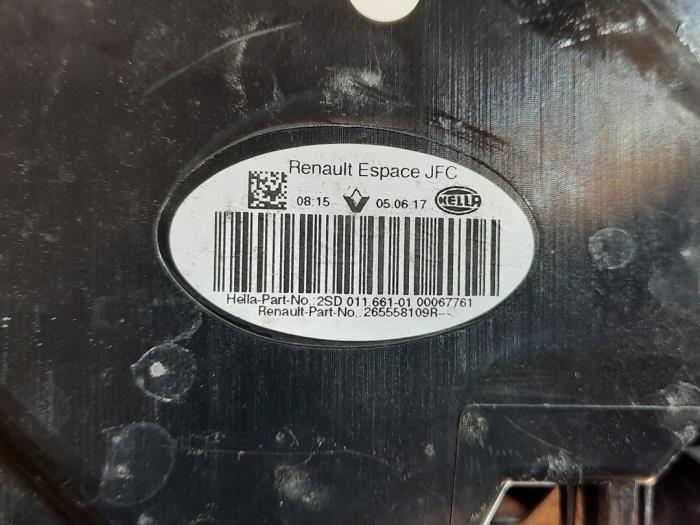 Renault Espace JFC
08:15 05.06.17 HELLA
Hella-Part-No.:2SD 011.661-01 00067761
Renault-Part-No.:265558109R---